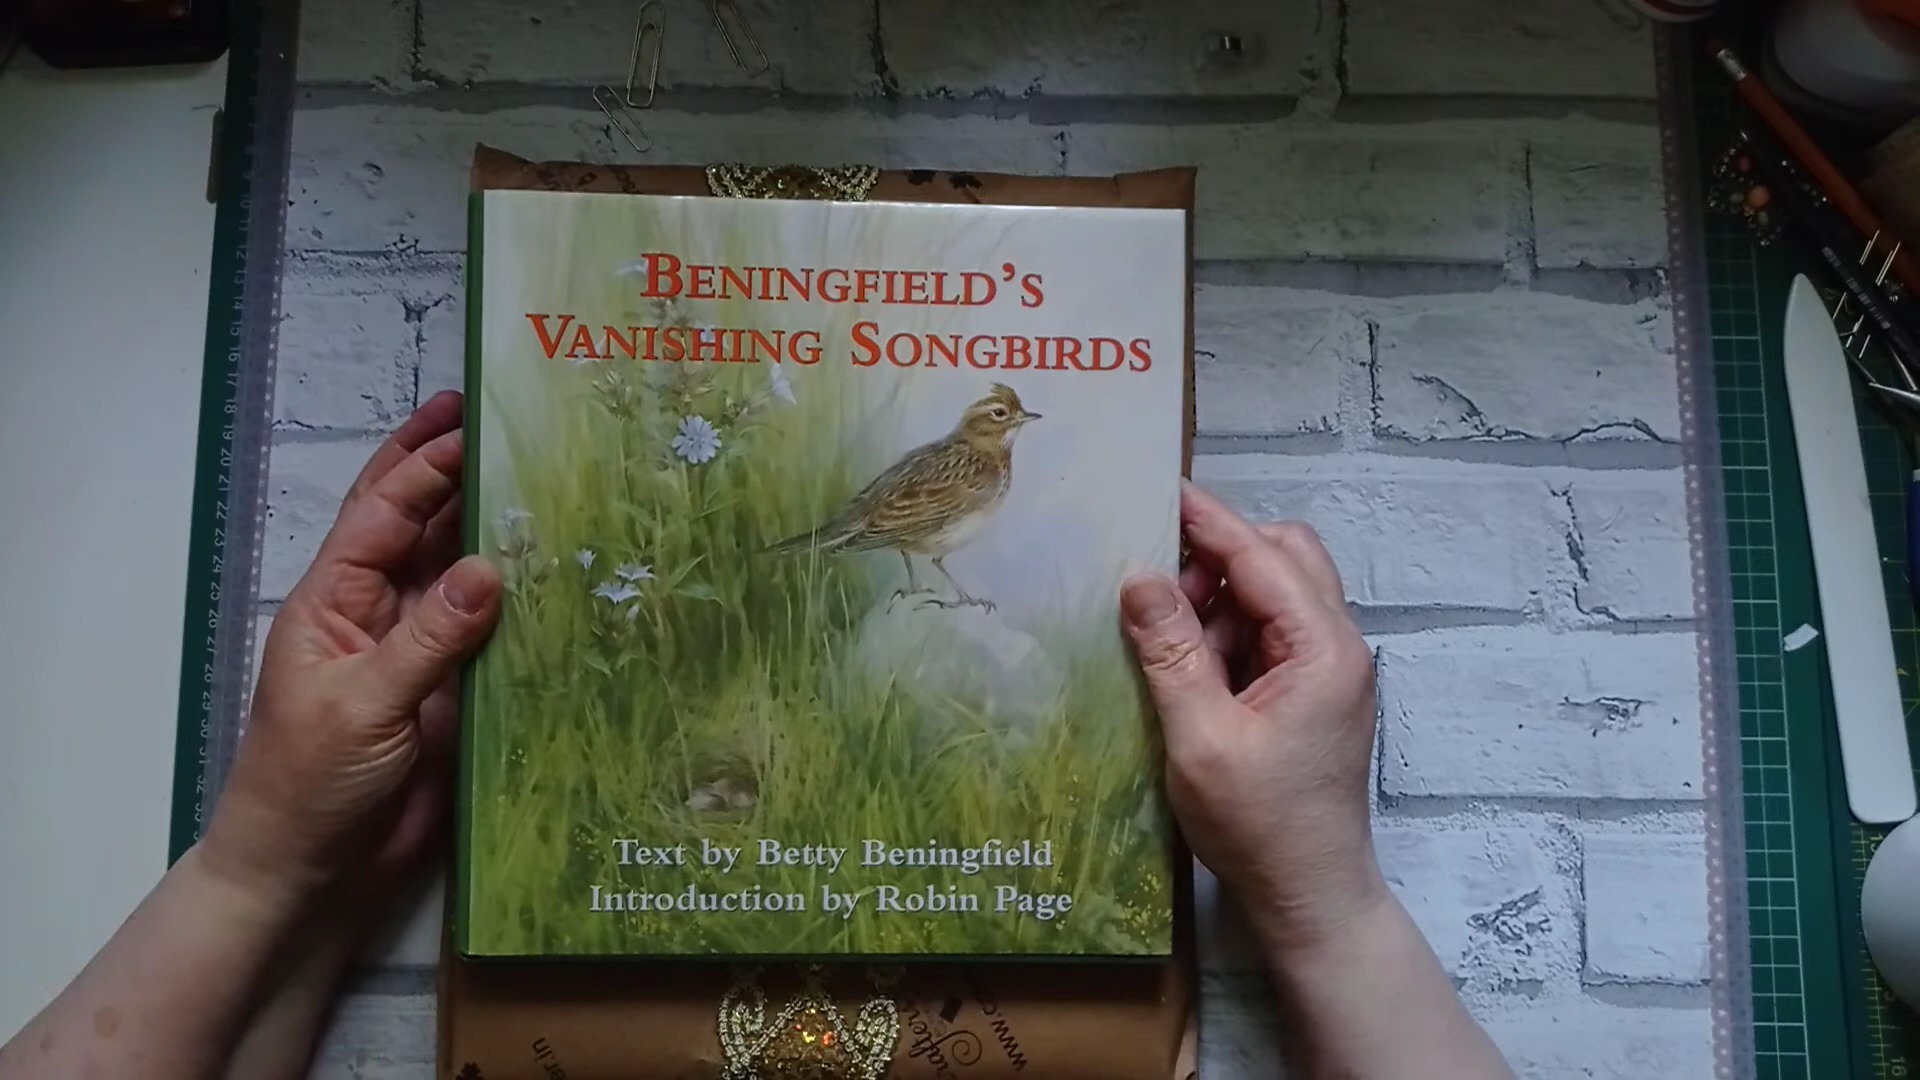 BENINGFIELD'S
VANISHING SONGBIRDS
Text by Betty Beningfield
Introduction by Robin Page